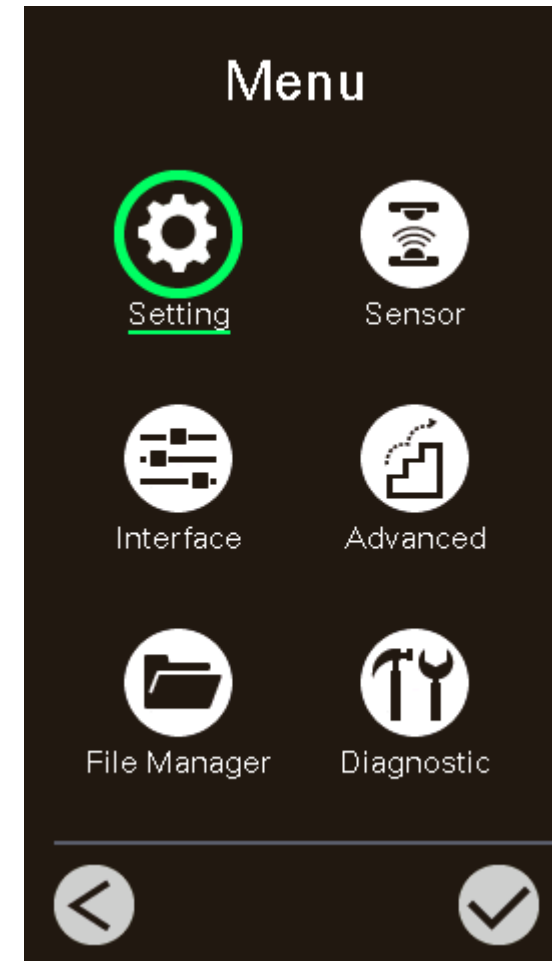 Menu
Setting Sensor
Interface Advanced
File Manager Diagnostic